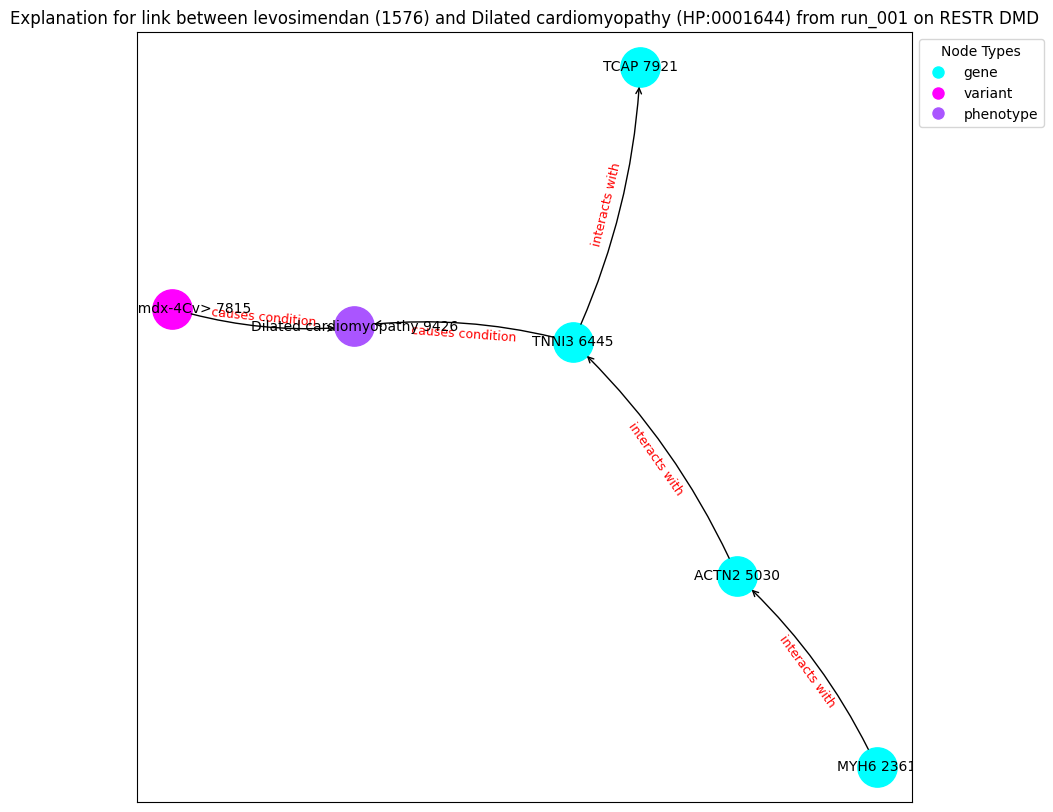 Explanation for link between levosimendan (1576) and Dilated cardiomyopathy (HP:0001644) from run_001 on RESTR DMD
Node Types
gene
variant
phenotype
TCAP 7921
interacts with
mdx-4Cv> 7815
causes condition
Dilated cardiomyopathy 9426
causes condition
TNNI3 6445
interacts with
ACTN2 5030
interacts with
MYH6 2361